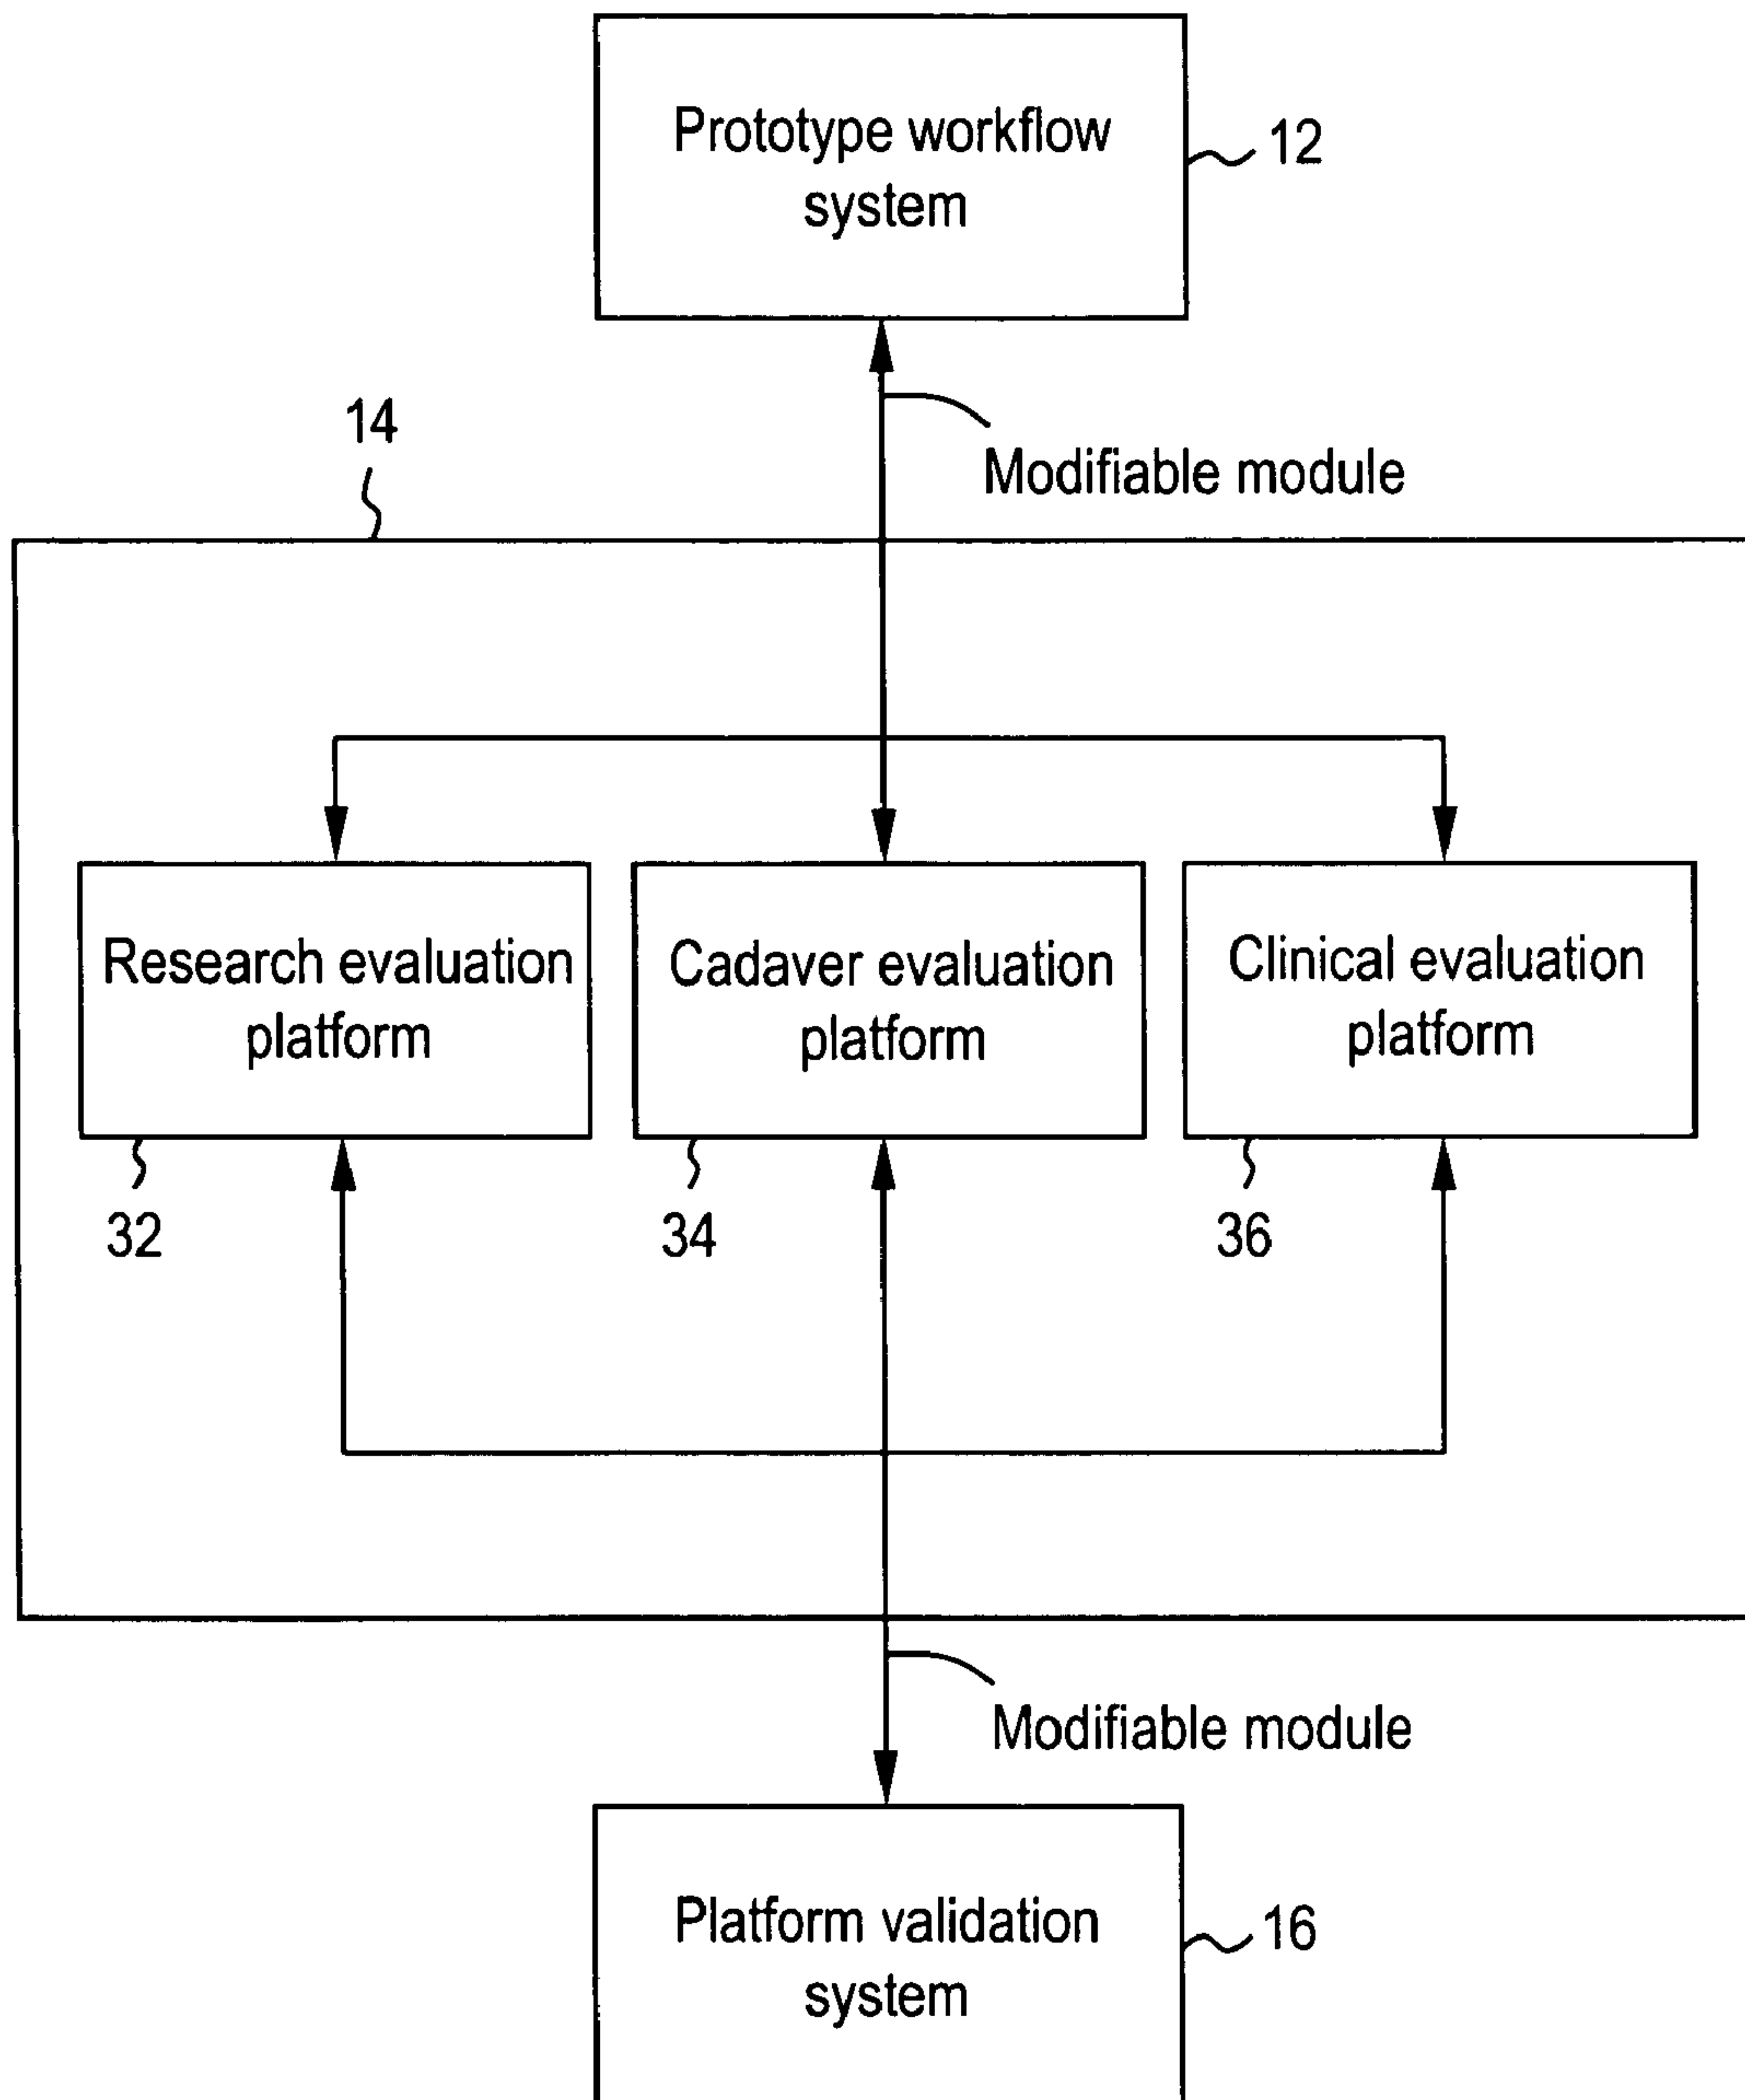 Prototype workflow
system
12
14
Modifiable module
Research evaluation
platform
Cadaver evaluation
platform
Clinical evaluation
platform
32
34
36
Modifiable module
Platform validation
system
16